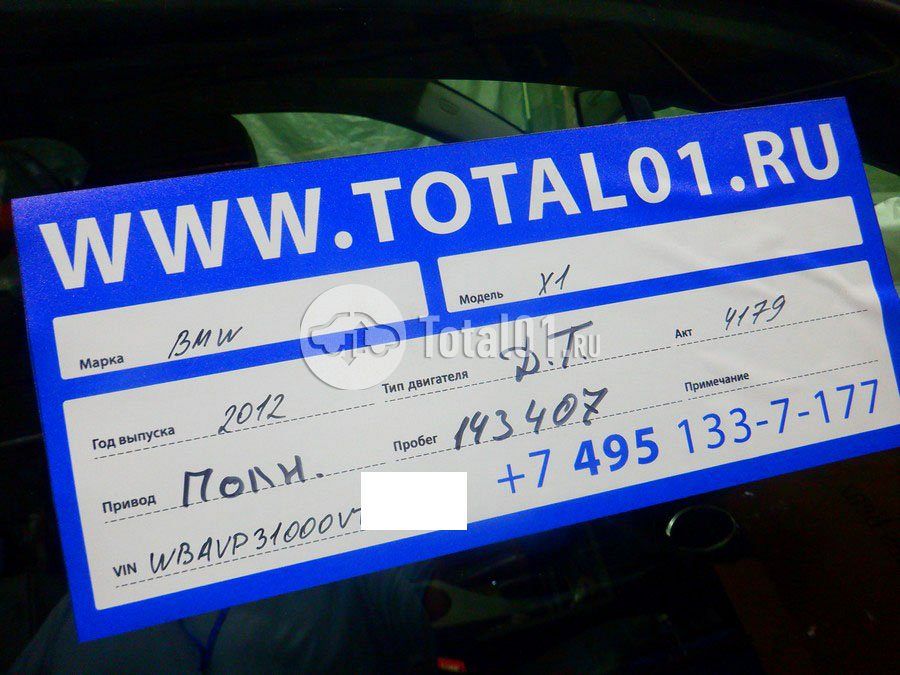 WWW.TOTAL01.RU
Марка BMW Модель X1
Год выпуска 2012 Тип двигателя Д.Т Акт 4179
Привод Полн. Пробег 143407 Примечание
+7 495 133-7-177
VIN WBAVP31000V
Total01.RU